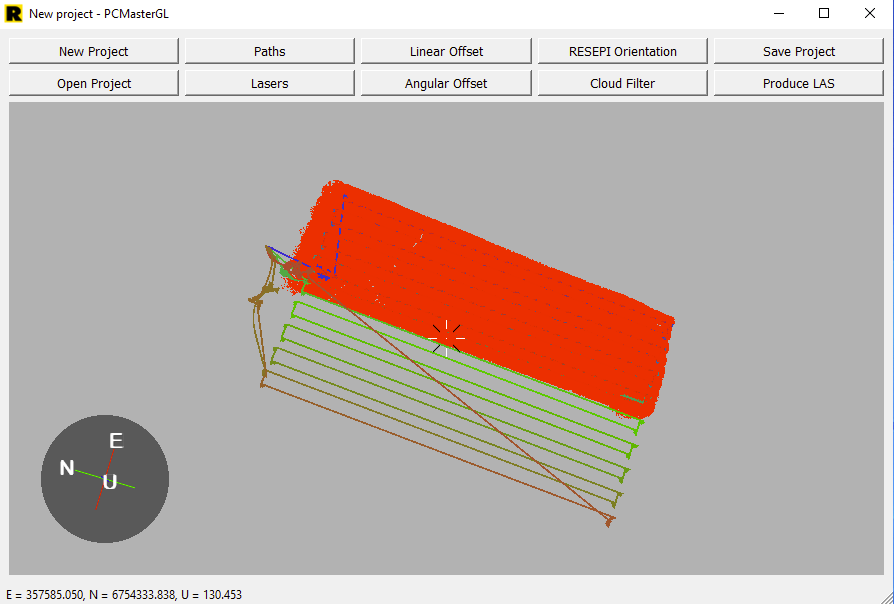 R New project - PCMasterGL
New Project Paths Linear Offset RESEPI Orientation Save Project
Open Project Lasers Angular Offset Cloud Filter Produce LAS
E
N
U
E = 357585.050, N = 6754333.838, U = 130.453